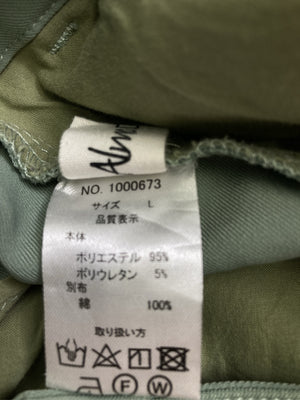 NO. 1000673
サイズ L
品質表示
本体
ポリエステル 95%
ポリウレタン 5%
別布
綿 100%
取り扱い方
F W